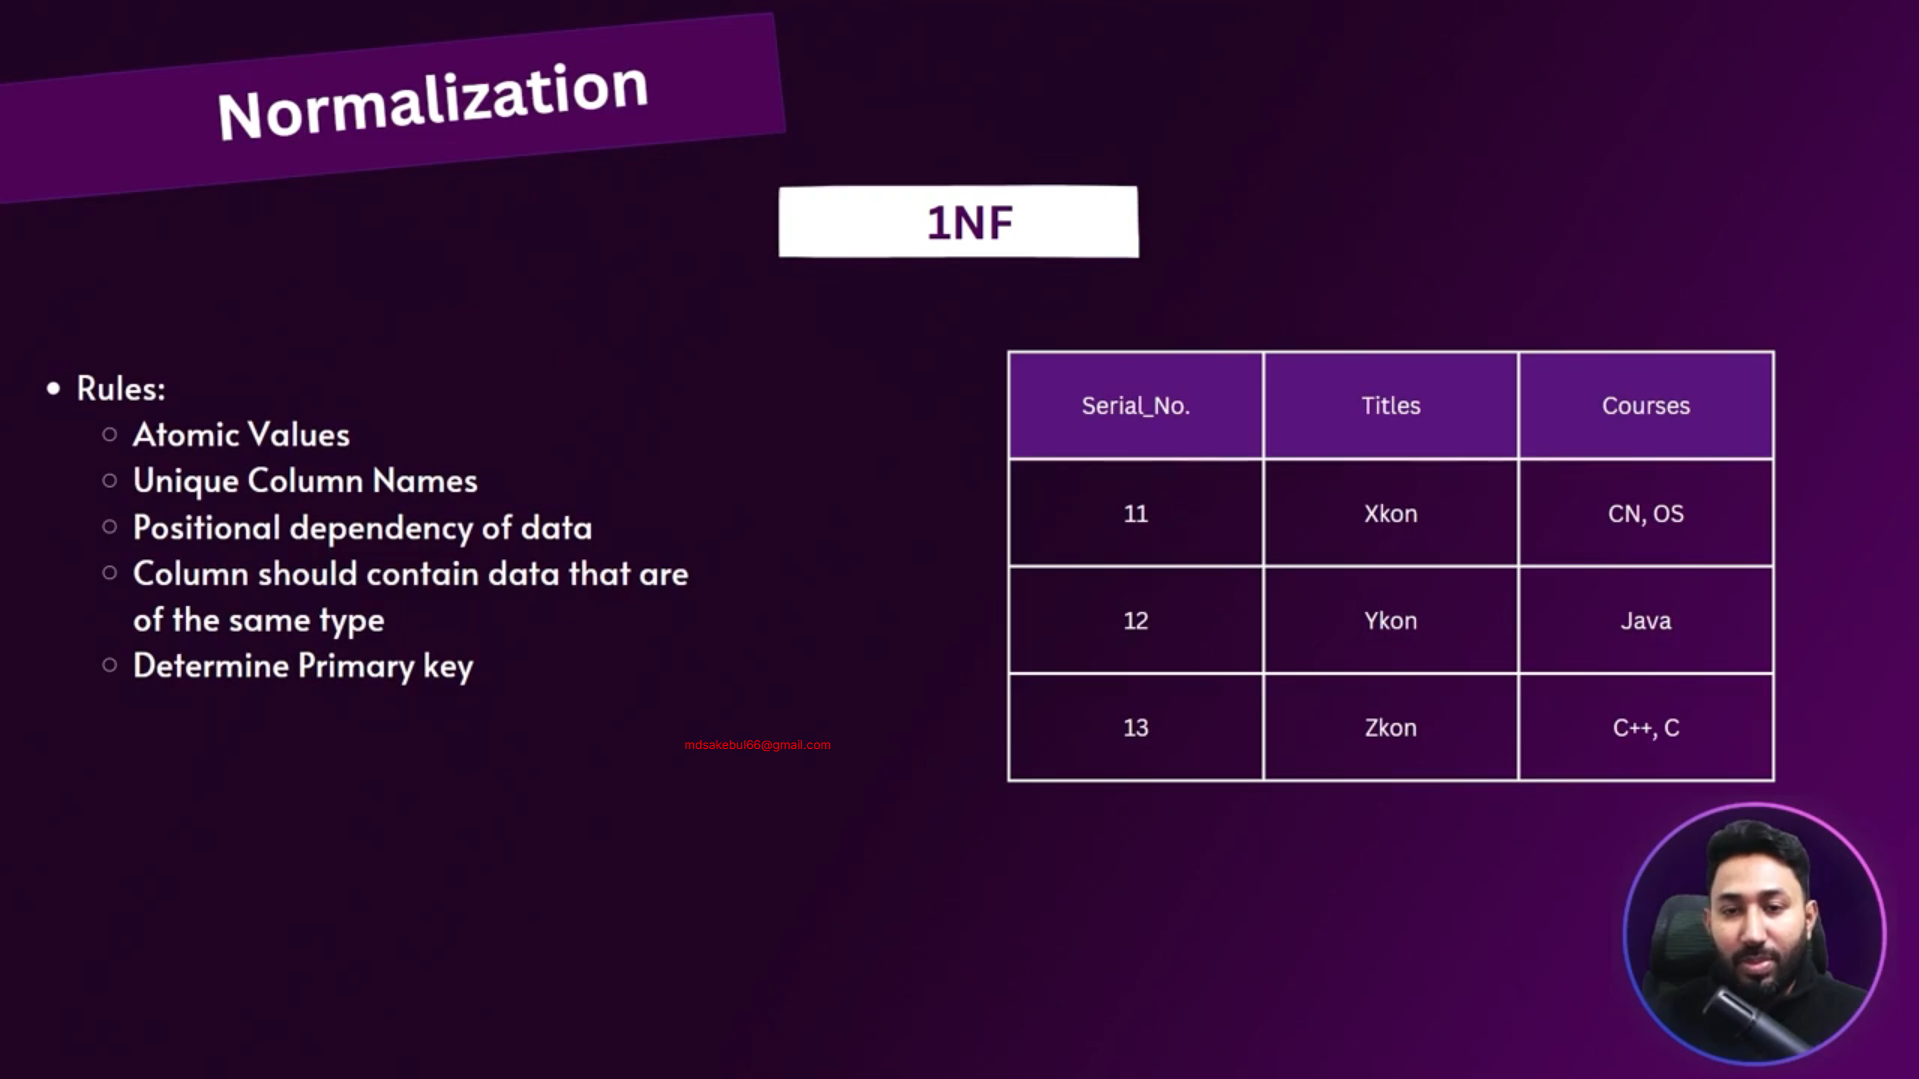 Normalization
1NF
Rules:
Atomic Values
Unique Column Names
Positional dependency of data
Column should contain data that are
of the same type
Determine Primary key
mdsakebul66@gmail.com
Serial_No. Titles Courses
11 Xkon CN, OS
12 Ykon Java
13 Zkon C++, C